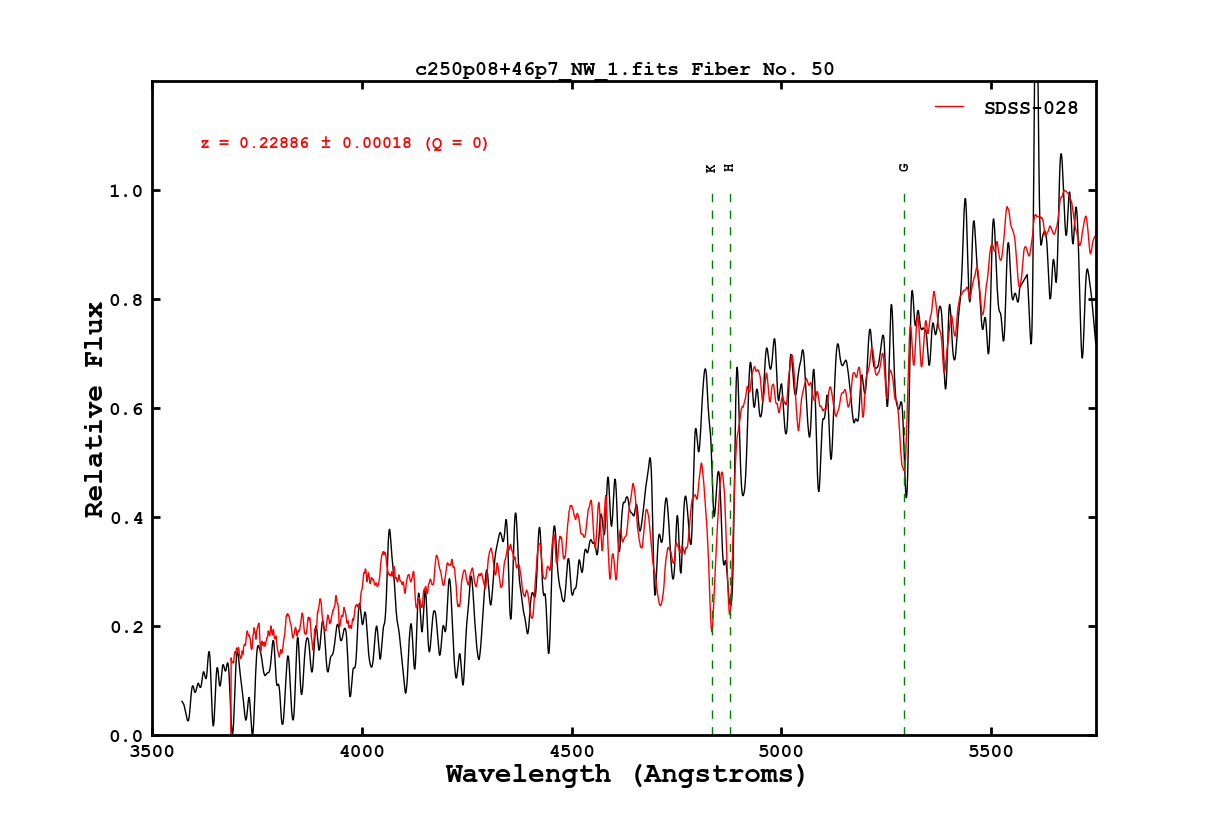 c250p08+46p7_NW_1.fits Fiber No. 50
SDSS-028
z = 0.22886 ± 0.00018 (Q = 0)
K H G
1.0
0.8
0.6
0.4
0.2
0.0
Relative Flux
3500 4000 4500 5000 5500
Wavelength (Angstroms)